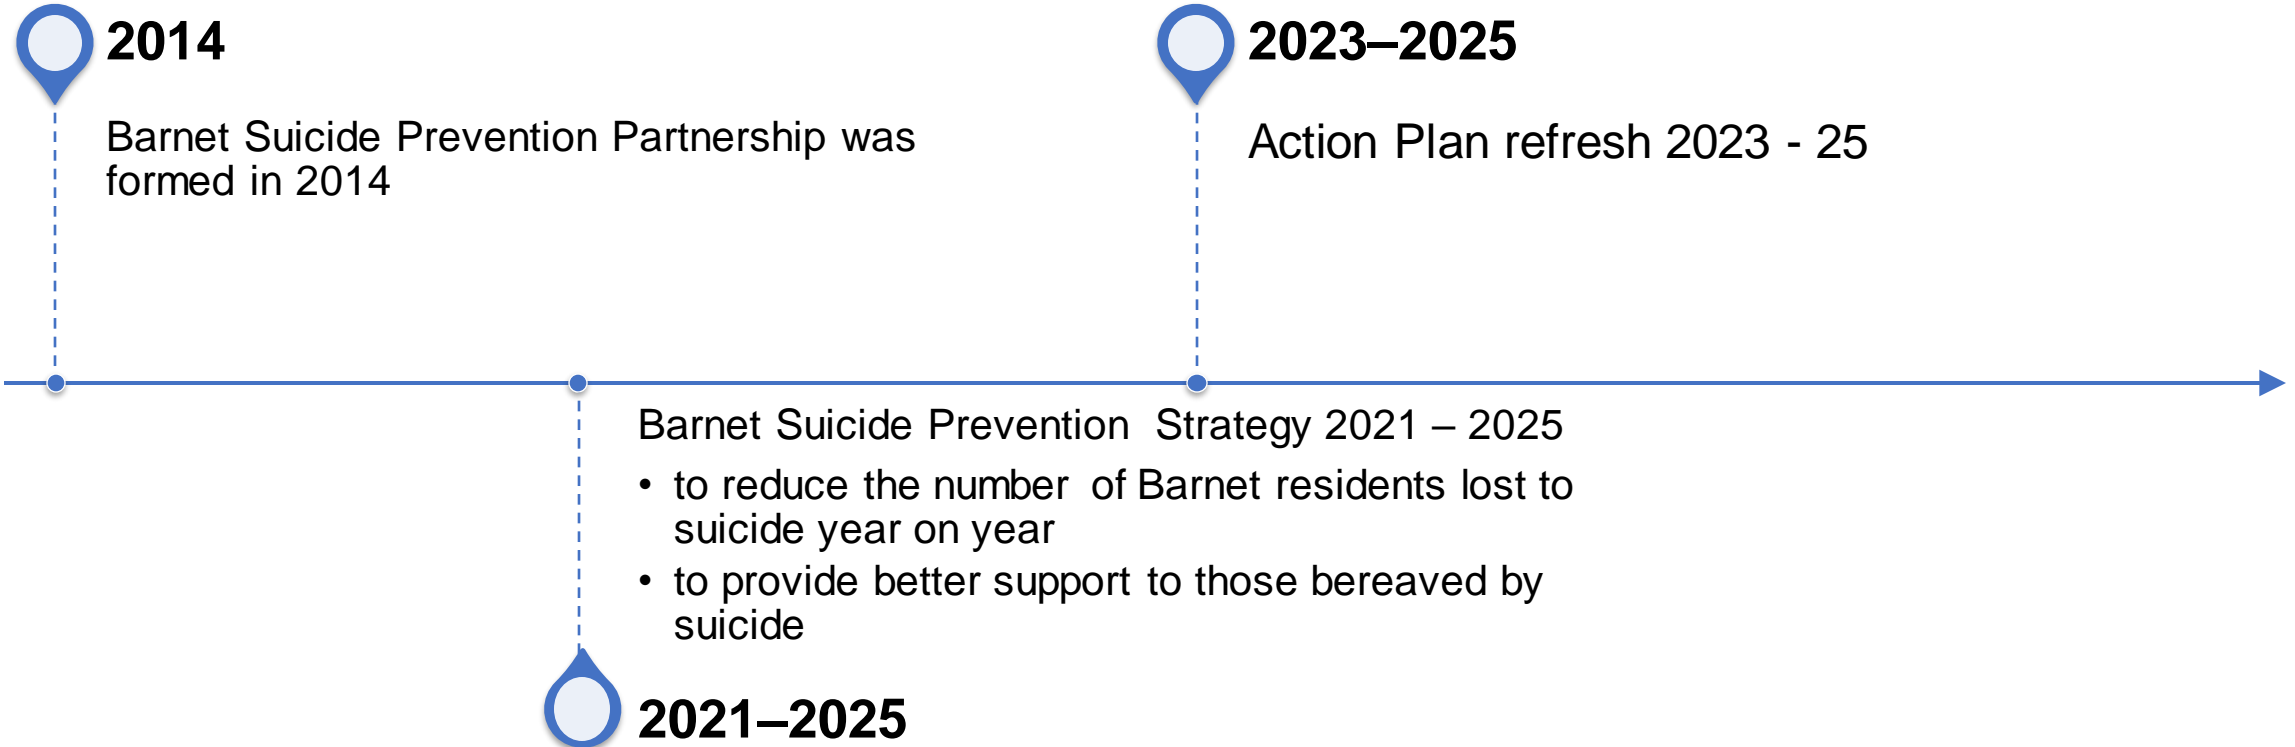 2014
Barnet Suicide Prevention Partnership was
formed in 2014
2023–2025
Action Plan refresh 2023 - 25
Barnet Suicide Prevention  Strategy 2021 – 2025
• to reduce the number  of Barnet residents lost to
suicide year on year
• to provide better support to those bereaved by
suicide
2021–2025